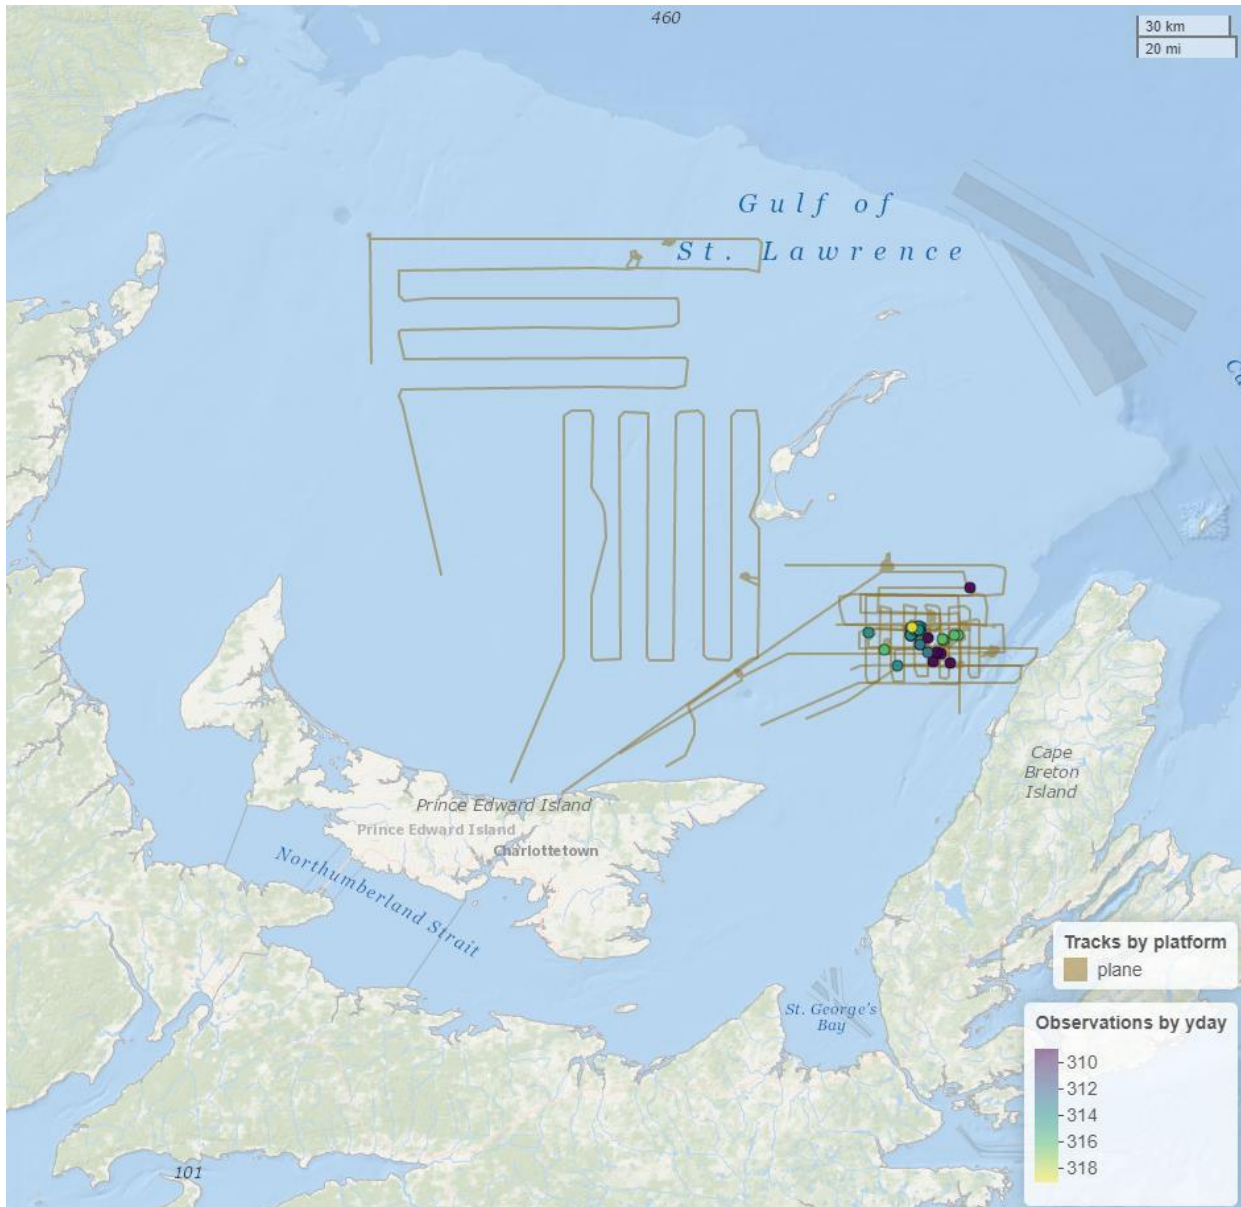 460
30 km
20 mi
Gulf of
St. Lawrence
Cape
Breton
Island
Prince Edward Island
Prince Edward Island
Charlottetown
Northumberland Strait
Tracks by platform
plane
St. George's
Bay
Observations by yday
310
312
314
316
318
101